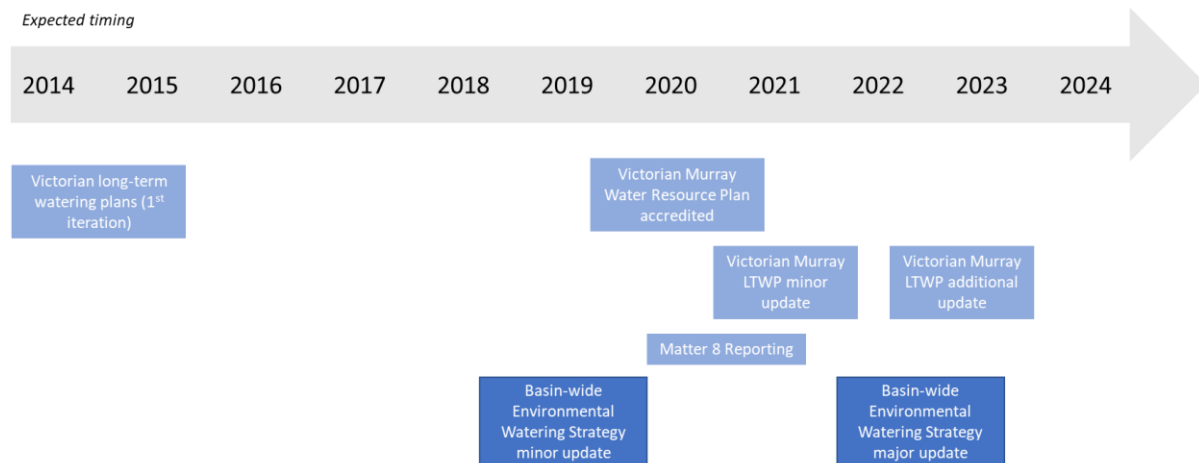 Expected timing
2014 2015 2016 2017 2018 2019 2020 2021 2022 2023 2024
Victorian long-term
watering plans (1st
iteration)
Victorian Murray
Water Resource Plan
accredited
Victorian Murray
LTWP minor
update
Victorian Murray
LTWP additional
update
Matter 8 Reporting
Basin-wide
Environmental
Watering Strategy
minor update
Basin-wide
Environmental
Watering Strategy
major update